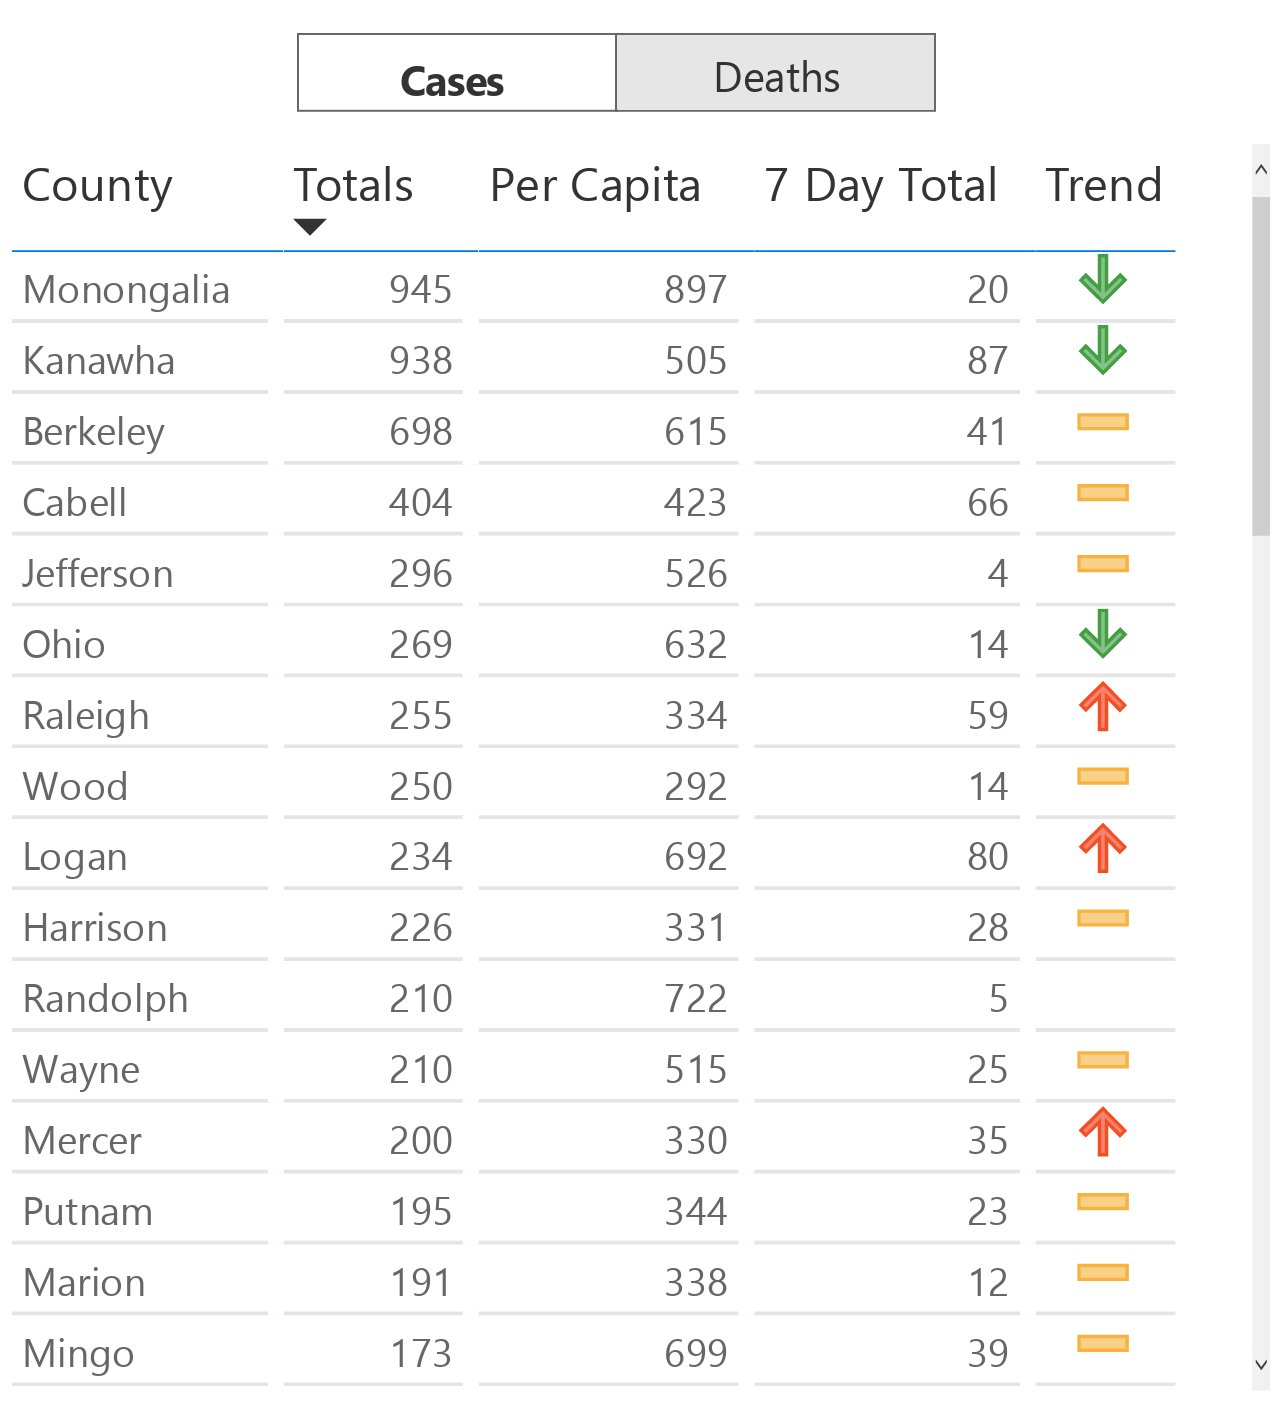 Cases Deaths
County Totals Per Capita 7 Day Total Trend
Monongalia 945 897 20
Kanawha 938 505 87
Berkeley 698 615 41
Cabell 404 423 66
Jefferson 296 526 4
Ohio 269 632 14
Raleigh 255 334 59
Wood 250 292 14
Logan 234 692 80
Harrison 226 331 28
Randolph 210 722 5
Wayne 210 515 25
Mercer 200 330 35
Putnam 195 344 23
Marion 191 338 12
Mingo 173 699 39